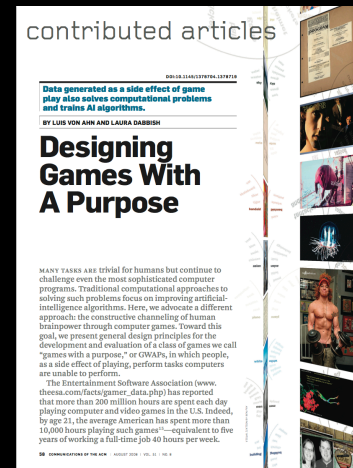 contributed articles
DOI:10.1145/1378704.1378719
Data generated as a side effect of game
play also solves computational problems
and trains AI algorithms.
BY LUIS VON AHN AND LAURA DABBISH
Designing
Games With
A Purpose
MANY TASKS ARE trivial for humans but continue to
challenge even the most sophisticated computer
programs. Traditional computational approaches to
solving such problems focus on improving artificial-
intelligence algorithms. Here, we advocate a different
approach: the constructive channeling of human
brainpower through computer games. Toward this
goal, we present general design principles for the
development and evaluation of a class of games we call
"games with a purpose," or GWAPs, in which people,
as a side effect of playing, perform tasks computers
are unable to perform.
The Entertainment Software Association (www.
theesa.com/facts/gamer_data.php) has reported
that more than 200 million hours are spent each day
playing computer and video games in the U.S. Indeed,
by age 21, the average American has spent more than
10,000 hours playing such games—equivalent to five
years of working a full-time job 40 hours per week.
58 COMMUNICATIONS OF THE ACM | AUGUST 2008 | VOL. 51 | NO. 8